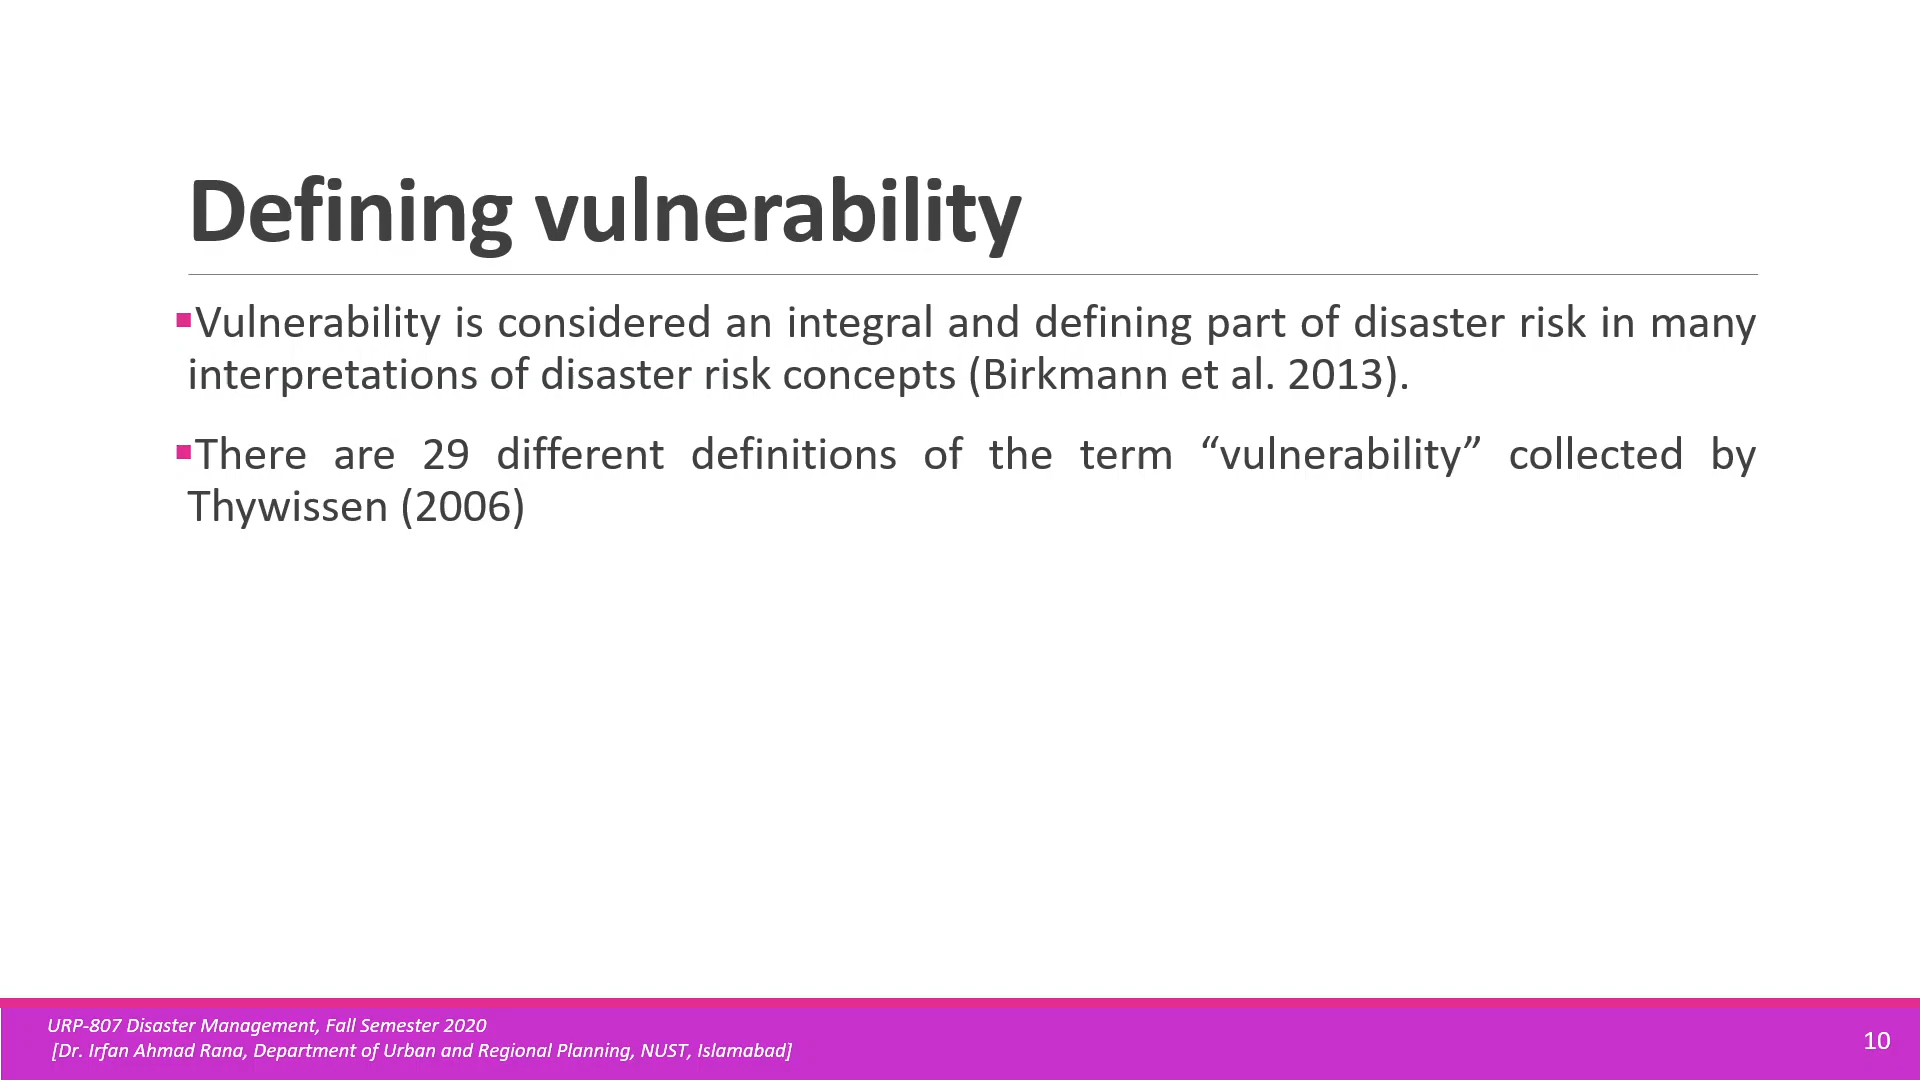 Defining vulnerability
▪Vulnerability is considered an integral and defining part of disaster risk in many
interpretations of disaster risk concepts (Birkmann et al. 2013).
▪There are 29 different definitions of the term “vulnerability” collected by
Thywissen (2006)
URP-807 Disaster Management, Fall Semester 2020
[Dr. Irfan Ahmad Rana, Department of Urban and Regional Planning, NUST, Islamabad]
10